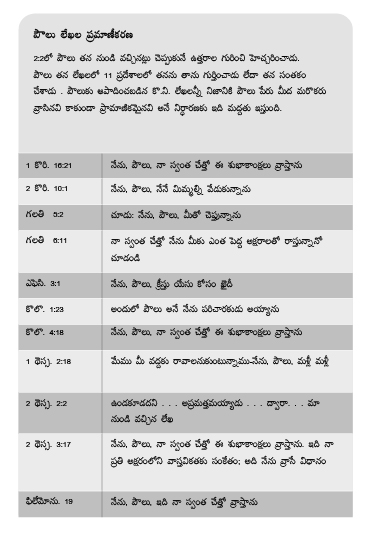 పౌలు లేఖల ప్రమాణీకరణ
2:2లో పౌలు తన నుండి వచ్చినట్లు చెప్పుకునే ఉత్తరాల గురించి హెచ్చరించాడు.
పౌలు తన లేఖలలో 11 ప్రదేశాలలో తనను తాను గుర్తించాడు లేదా తన సంతకం
చేశాడు . పౌలుకు ఆపాదించబడిన కొ.ని. లేఖలన్నీ నిజానికి పౌలు పేరు మీద మరొకరు
వ్రాసినవి కాకుండా ప్రామాణికమైనవి అనే నిర్ధారణకు ఇది మద్దతు ఇస్తుంది.
1 కొరి. 16:21 నేను, పౌలు, నా స్వంత చేత్తో ఈ శుభాకాంక్షలు వ్రాస్తాను
2 కొరి. 10:1 నేను, పౌలు, నేనే మిమ్మల్ని వేడుకున్నాను
గలతీ 5:2 చూడు: నేను, పౌలు, మీతో చెప్తున్నాను
గలతీ 6:11 నా స్వంత చేత్తో నేను మీకు ఎంత పెద్ద అక్షరాలతో రాస్తున్నానో
చూడండి
ఎఫెసి. 3:1 నేను, పౌలు, క్రీస్తు యేసు కోసం ఖైదీ
కొలొ. 1:23 అందులో పౌలు అనే నేను పరిచారకుడు అయ్యాను
కొలొ. 4:18 నేను, పౌలు, నా స్వంత చేత్తో ఈ శుభాకాంక్షలు వ్రాస్తాను
1 థెస్స. 2:18 మేము మీ వద్దకు రావాలనుకుంటున్నాము-నేను, పౌలు, మళ్లీ మళ్లీ
2 థెస్స. 2:2 ఉండకూడదని . . . అప్రమత్తమయ్యాడు . . . ద్వారా. . . మా
నుండి వచ్చిన లేఖ
2 థెస్స. 3:17 నేను, పౌలు, నా స్వంత చేత్తో ఈ శుభాకాంక్షలు వ్రాస్తాను. ఇది నా
ప్రతి అక్షరంలోని వాస్తవికతకు సంకేతం; అది నేను వ్రాసే విధానం
ఫిలేమోను. 19 నేను, పౌలు, ఇది నా స్వంత చేత్తో వ్రాస్తాను